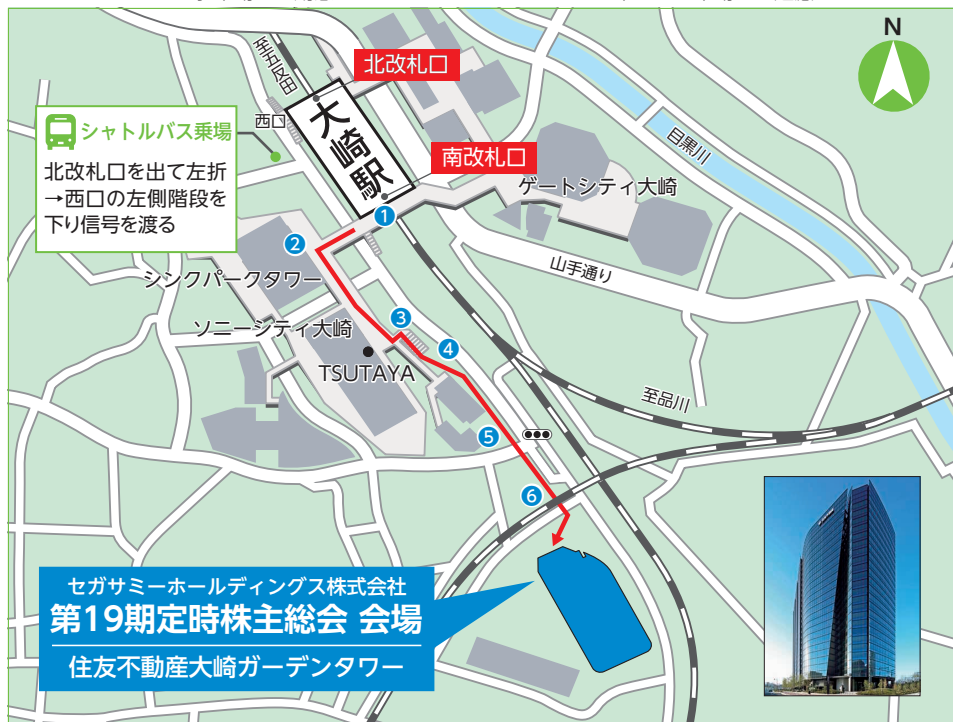 N
至五反田
北改札口
シャトルバス乗場
北改札口を出て左折
→西口の左側階段を
下り信号を渡る
西口
大崎駅
南改札口
目黒川
ゲートシティ大崎
1
2
山手通り
シンクパークタワー
ソニーシティ大崎
3
4
TSUTAYA
至品川
5
6
セガサミーホールディングス株式会社
第19期定時株主総会 会場
住友不動産大崎ガーデンタワー